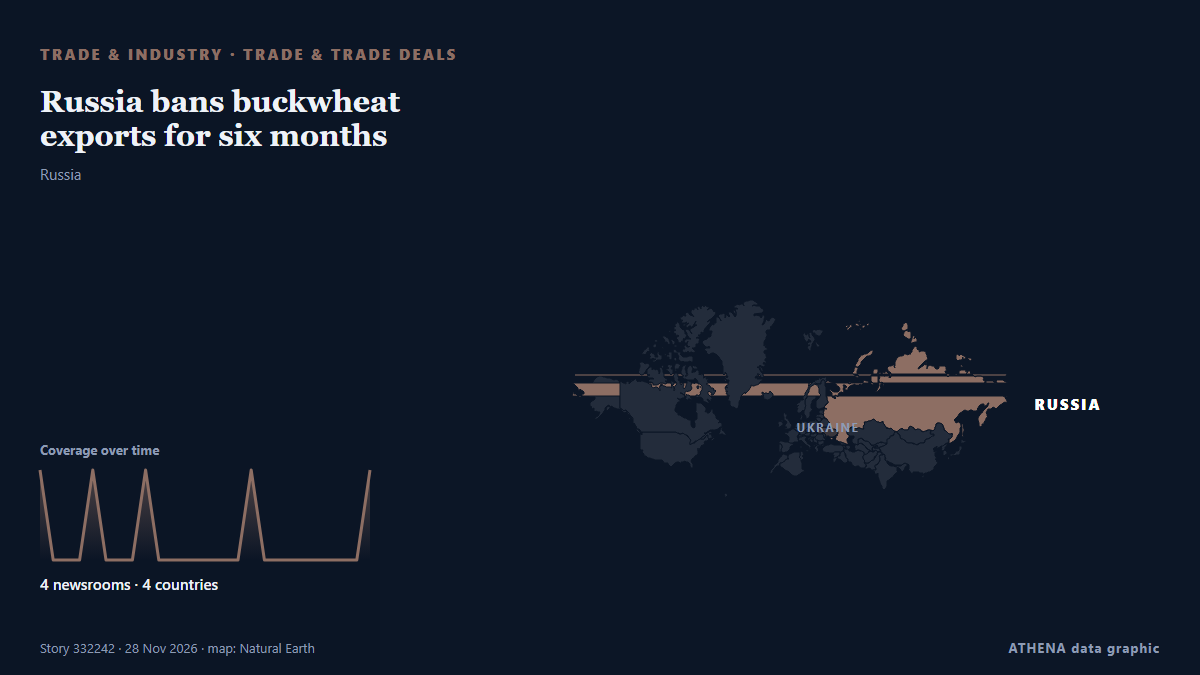 TRADE & INDUSTRY · TRADE & TRADE DEALS
Russia bans buckwheat
exports for six months
Russia
RUSSIA
UKRAINE
Coverage over time
4 newsrooms · 4 countries
Story 332242 · 28 Nov 2026 · map: Natural Earth
ATHENA data graphic